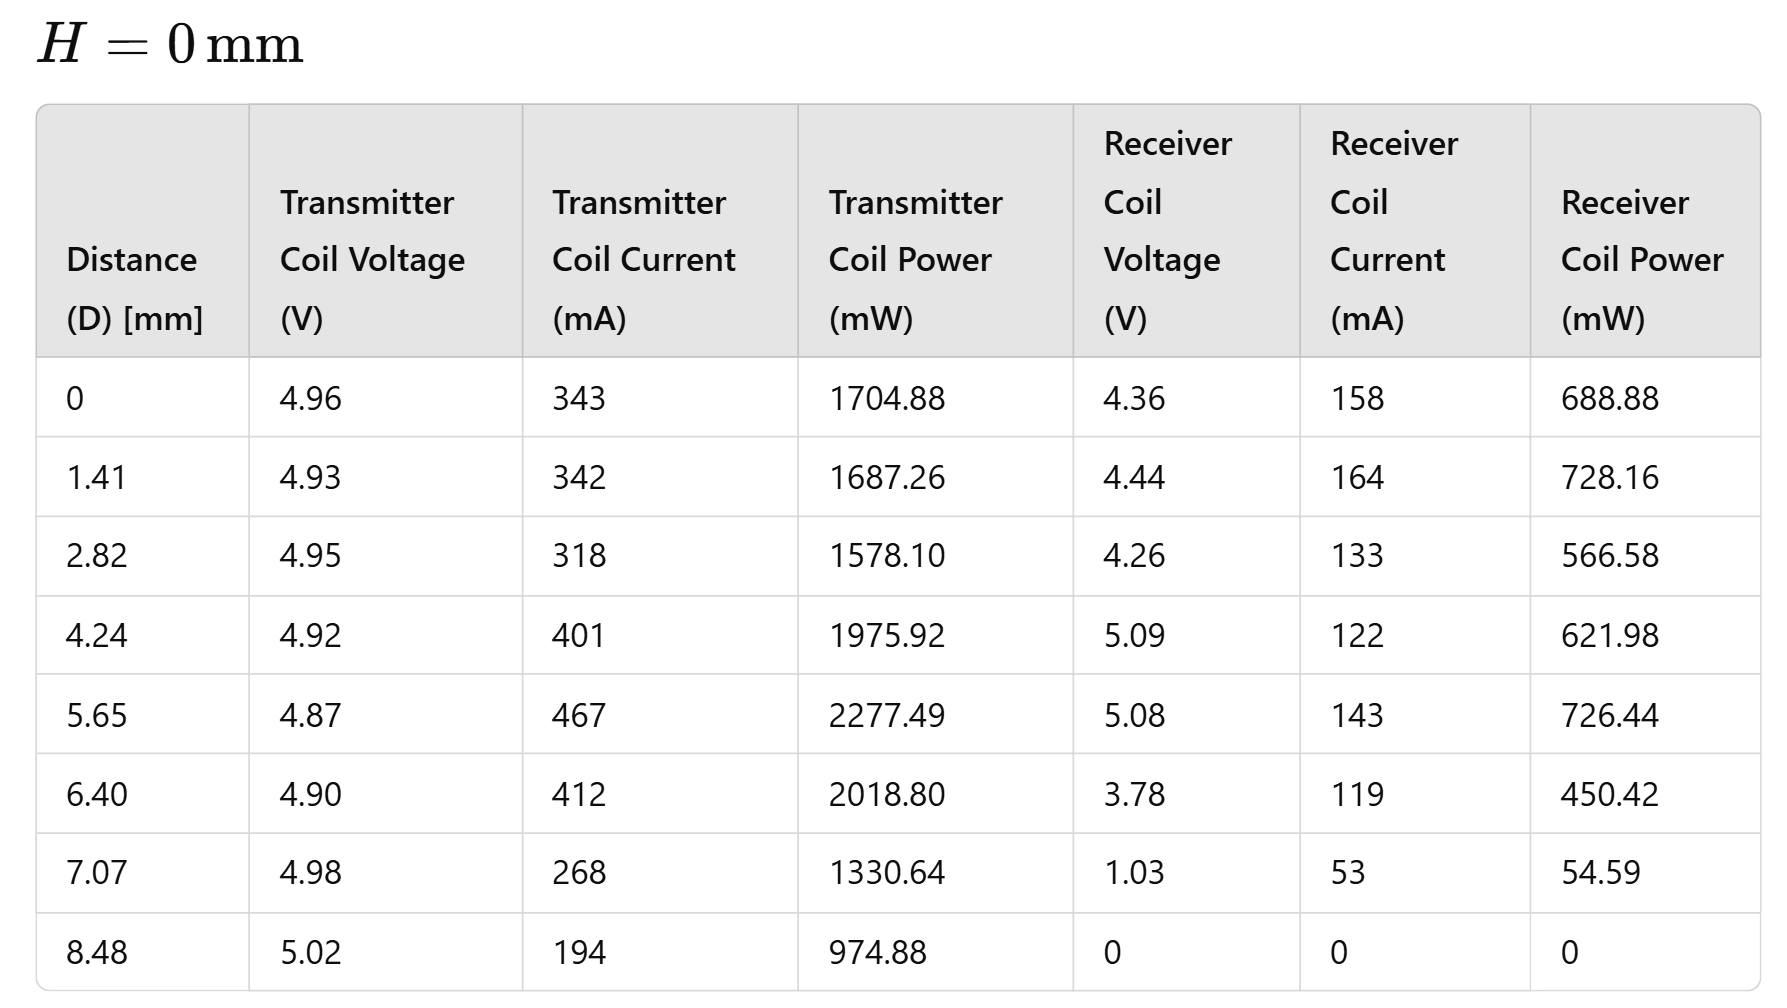 H = 0 mm
Distance (D) [mm] Transmitter Coil Voltage (V) Transmitter Coil Current (mA) Transmitter Coil Power (mW) Receiver Coil Voltage (V) Receiver Coil Current (mA) Receiver Coil Power (mW)
0 4.96 343 1704.88 4.36 158 688.88
1.41 4.93 342 1687.26 4.44 164 728.16
2.82 4.95 318 1578.10 4.26 133 566.58
4.24 4.92 401 1975.92 5.09 122 621.98
5.65 4.87 467 2277.49 5.08 143 726.44
6.40 4.90 412 2018.80 3.78 119 450.42
7.07 4.98 268 1330.64 1.03 53 54.59
8.48 5.02 194 974.88 0 0 0